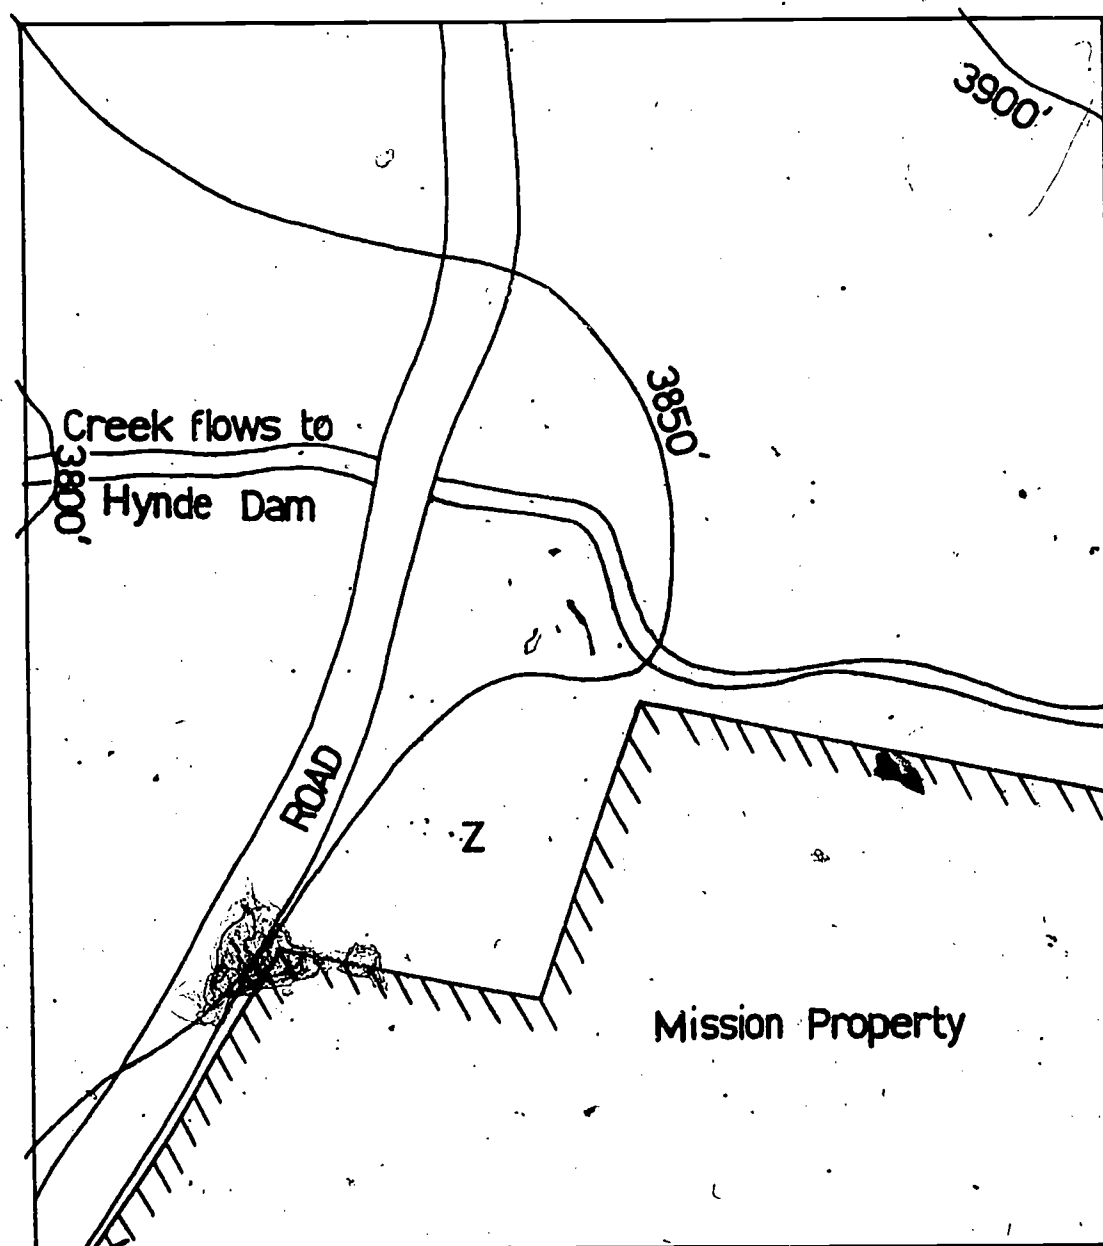 3900'
3850'
Creek flows to
3800'
Hynde Dam
ROAD
Z
Mission Property